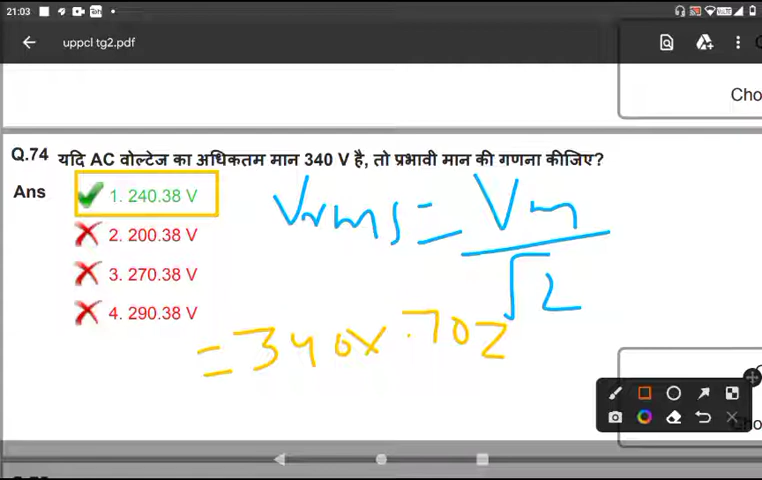 21:03
uppcl tg2.pdf
Cho
Q.74 यदि AC वोल्टेज का अधिकतम मान 340 V है, तो प्रभावी मान की गणना कीजिए?
Ans 1. 240.38 V
2. 200.38 V
3. 270.38 V
4. 290.38 V
Vrms = Vm
√2
= 340x .702
Cho